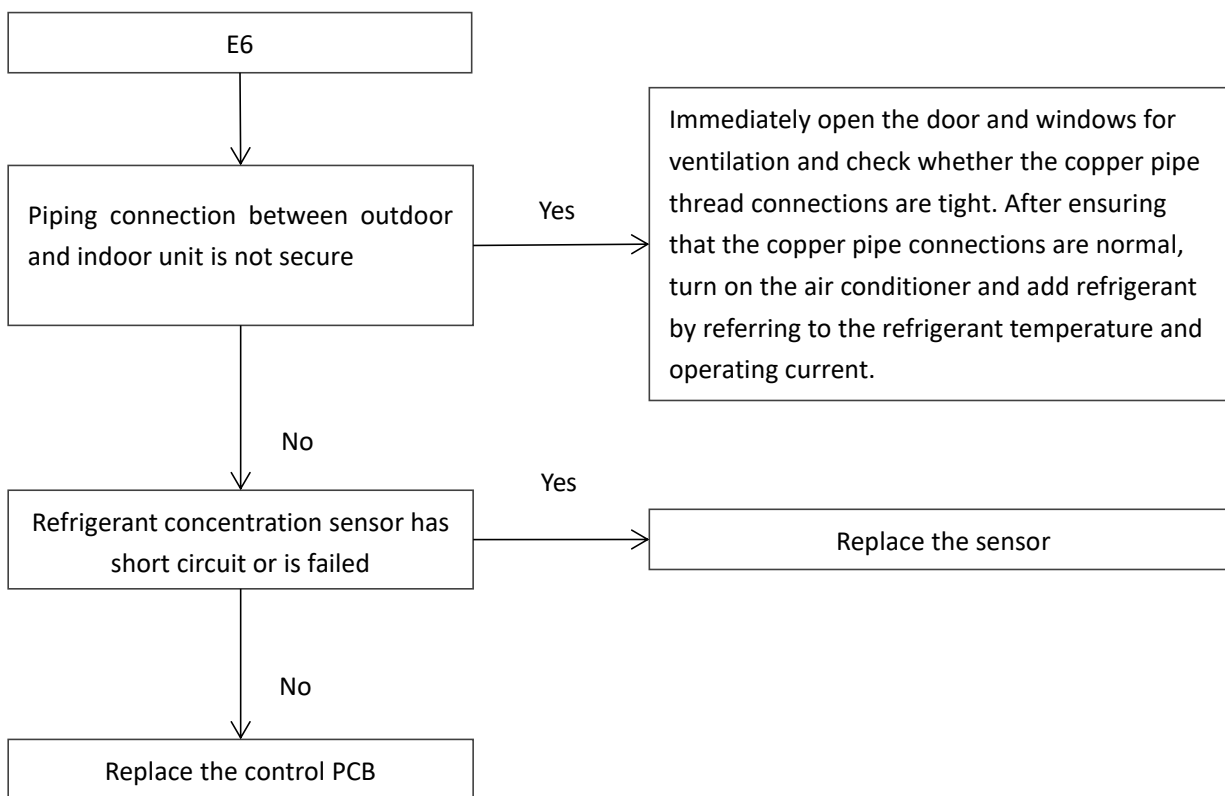 E6
Piping connection between outdoor
and indoor unit is not secure
Yes
Immediately open the door and windows for
ventilation and check whether the copper pipe
thread connections are tight. After ensuring
that the copper pipe connections are normal,
turn on the air conditioner and add refrigerant
by referring to the refrigerant temperature and
operating current.
No
Refrigerant concentration sensor has
short circuit or is failed
Yes
Replace the sensor
No
Replace the control PCB